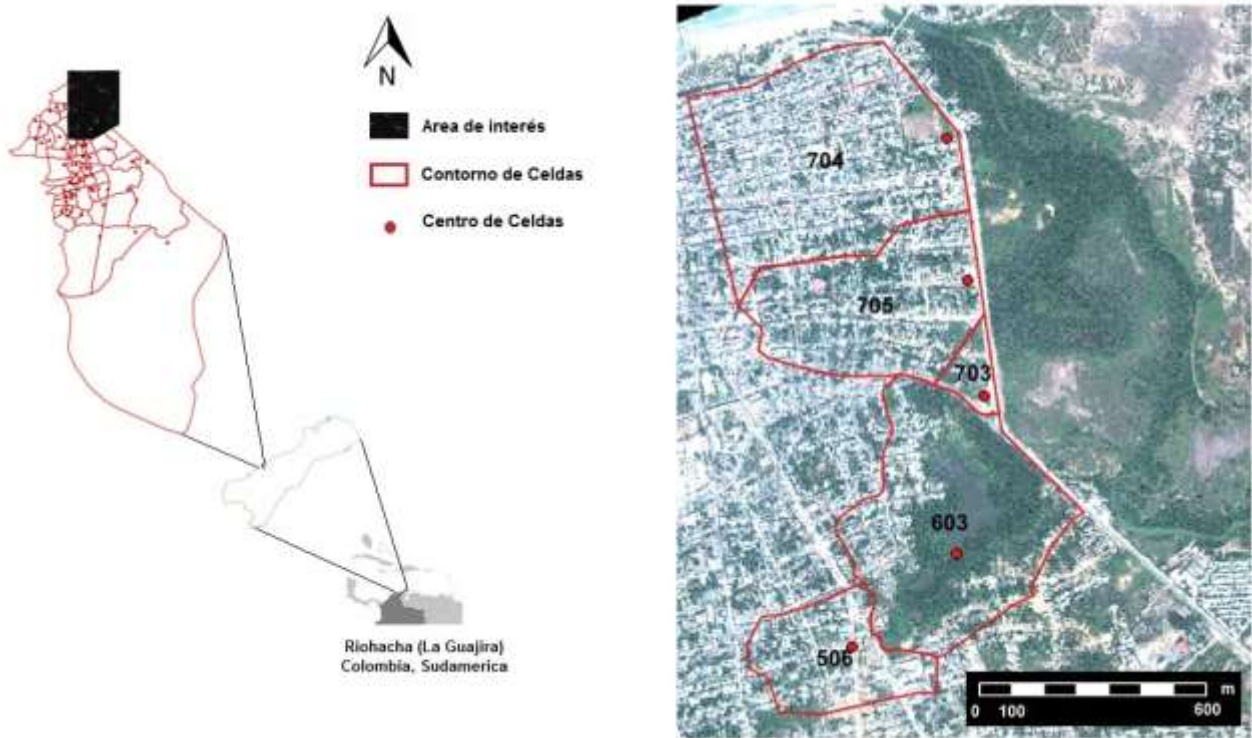 N
Area de interés
Contorno de Celdas
Centro de Celdas
Riohacha (La Guajira)
Colombia, Sudamerica
704
705
703
603
506
m
0 100 600